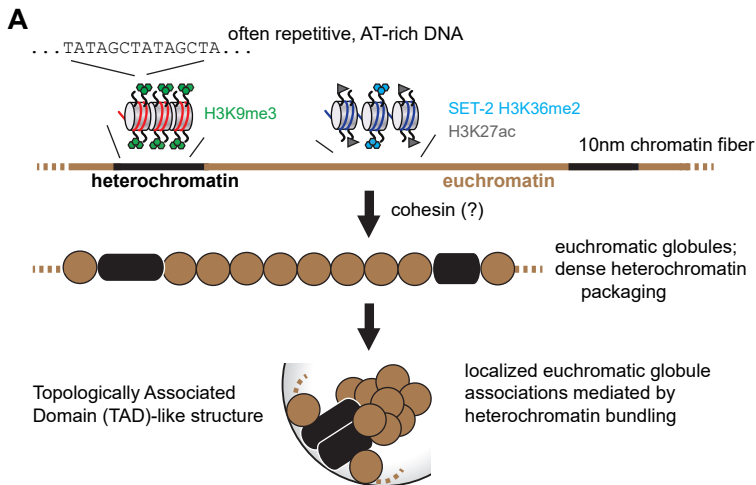 A
often repetitive, AT-rich DNA
...TATAGCTATAGCTA...
H3K9me3
SET-2 H3K36me2
H3K27ac
10nm chromatin fiber
heterochromatin
euchromatin
cohesin (?)
euchromatic globules;
dense heterochromatin
packaging
Topologically Associated
Domain (TAD)-like structure
localized euchromatic globule
associations mediated by
heterochromatin bundling